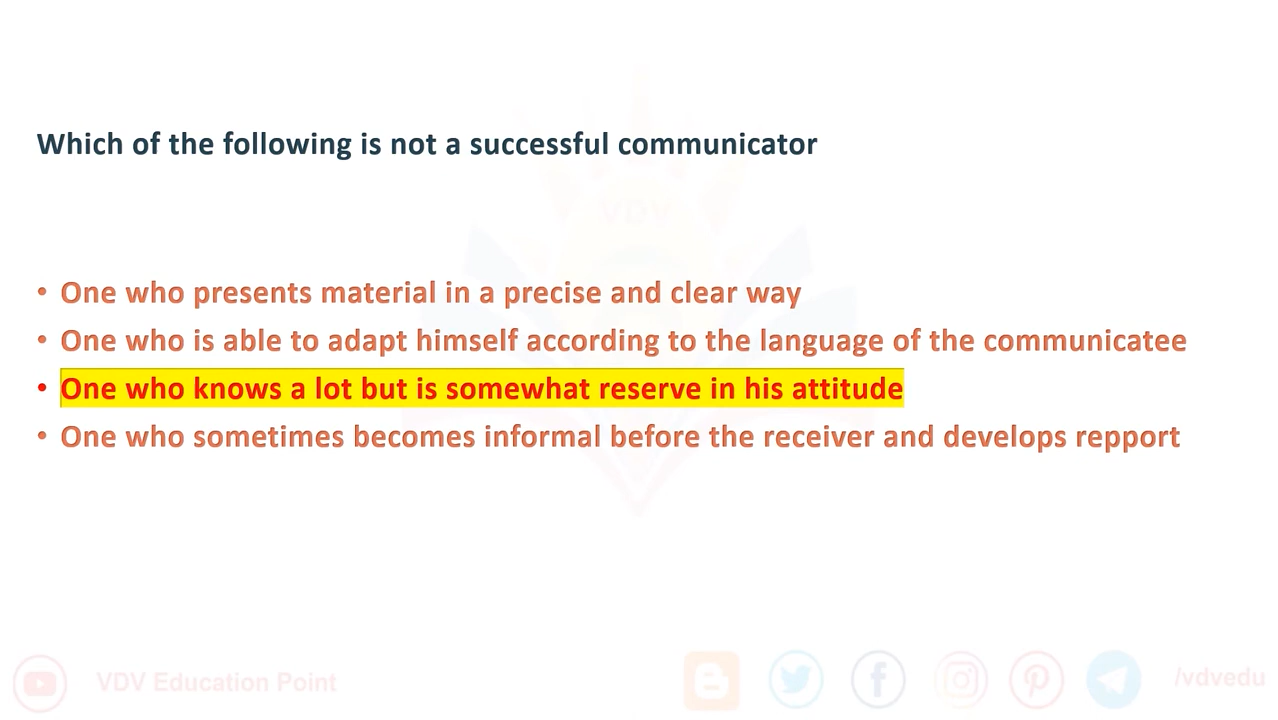 VDV
Which of the following is not a successful communicator
• One who presents material in a precise and clear way
• One who is able to adapt himself according to the language of the communicatee
• One who knows a lot but is somewhat reserve in his attitude
• One who sometimes becomes informal before the receiver and develops repport
VDV Education Point
/vdvedu